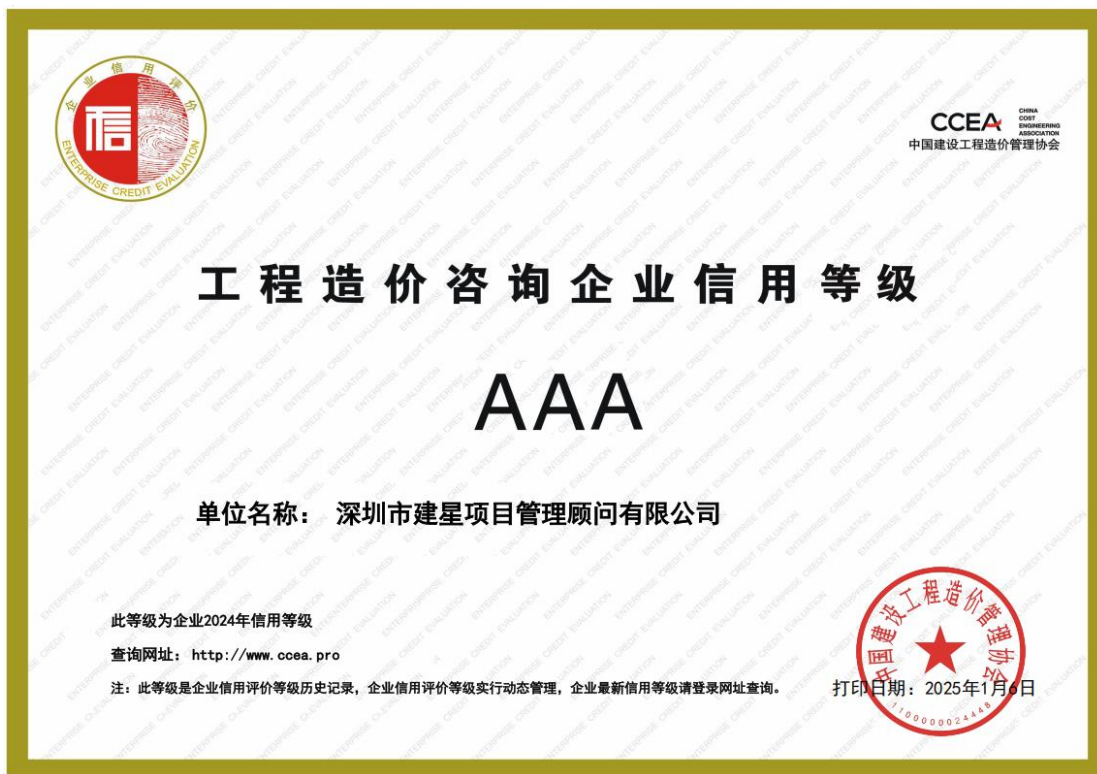 企业信用评价
信
ENTERPRISE CREDIT EVALUATION
CCEA
CHINA
COST
ENGINEERING
ASSOCIATION
中国建设工程造价管理协会
工程造价咨询企业信用等级
AAA
单位名称： 深圳市建星项目管理顾问有限公司
此等级为企业2024年信用等级
查询网址：http://www.ccea.pro
注：此等级是企业信用评价等级历史记录，企业信用评价等级实行动态管理，企业最新信用等级请登录网址查询。
打印日期：2025年1月6日
中国建设工程造价管理协会
1100000024448